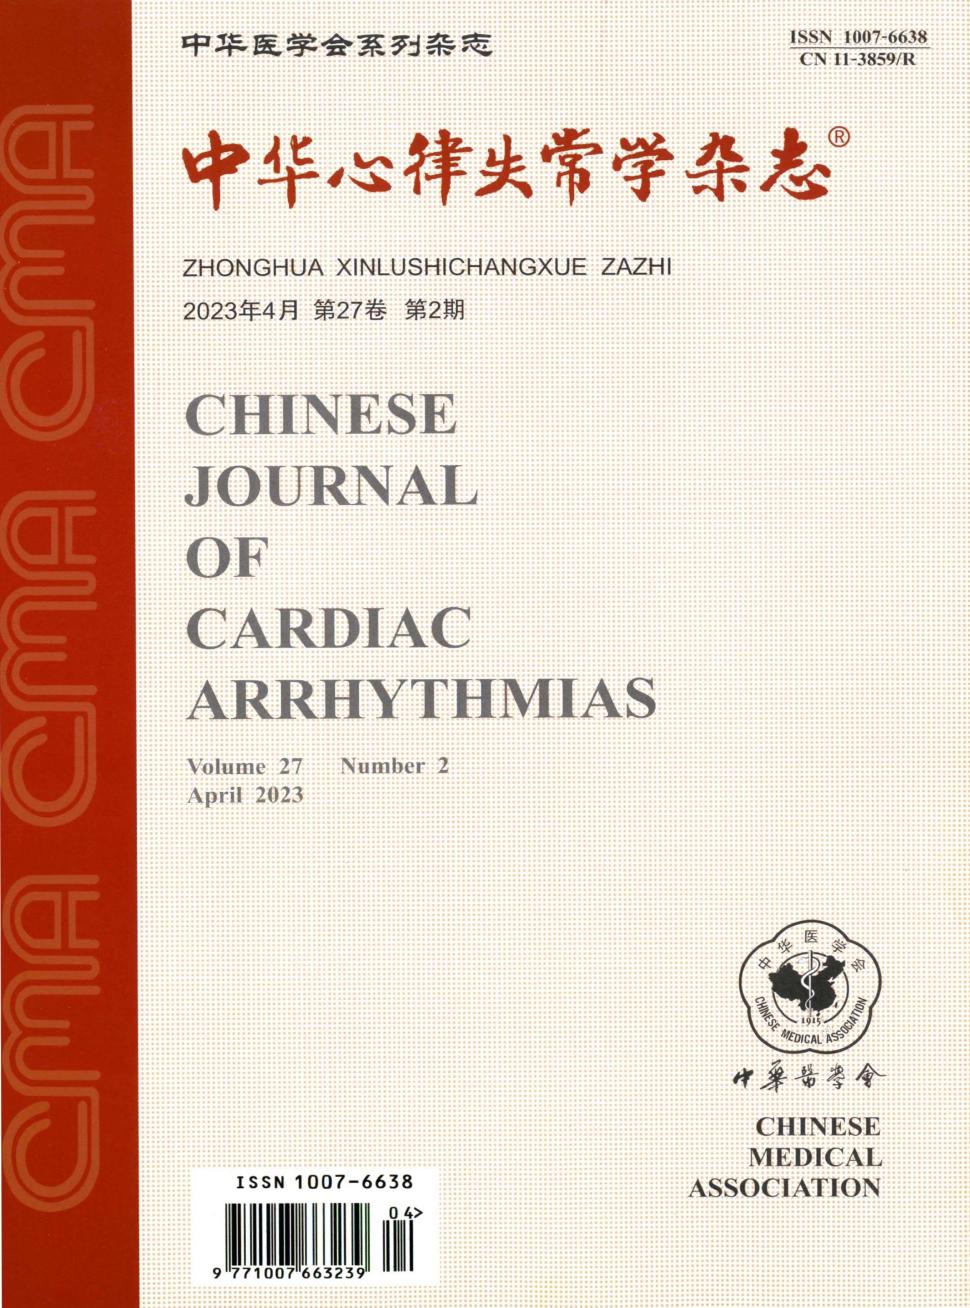 中华医学会系列杂志
ISSN 1007-6638
CN 11-3859/R
中华心律失常学杂志®
ZHONGHUA XINLUSHICHANGXUE ZAZHI
2023年4月 第27卷 第2期
CHINESE
JOURNAL
OF
CARDIAC
ARRHYTHMIAS
Volume 27 Number 2
April 2023
CMA CMA CMA
中华医学会
1915
CHINESE MEDICAL ASSOCIATION
中華醫學會
CHINESE
MEDICAL
ASSOCIATION
ISSN 1007-6638
04>
9 771007 663239